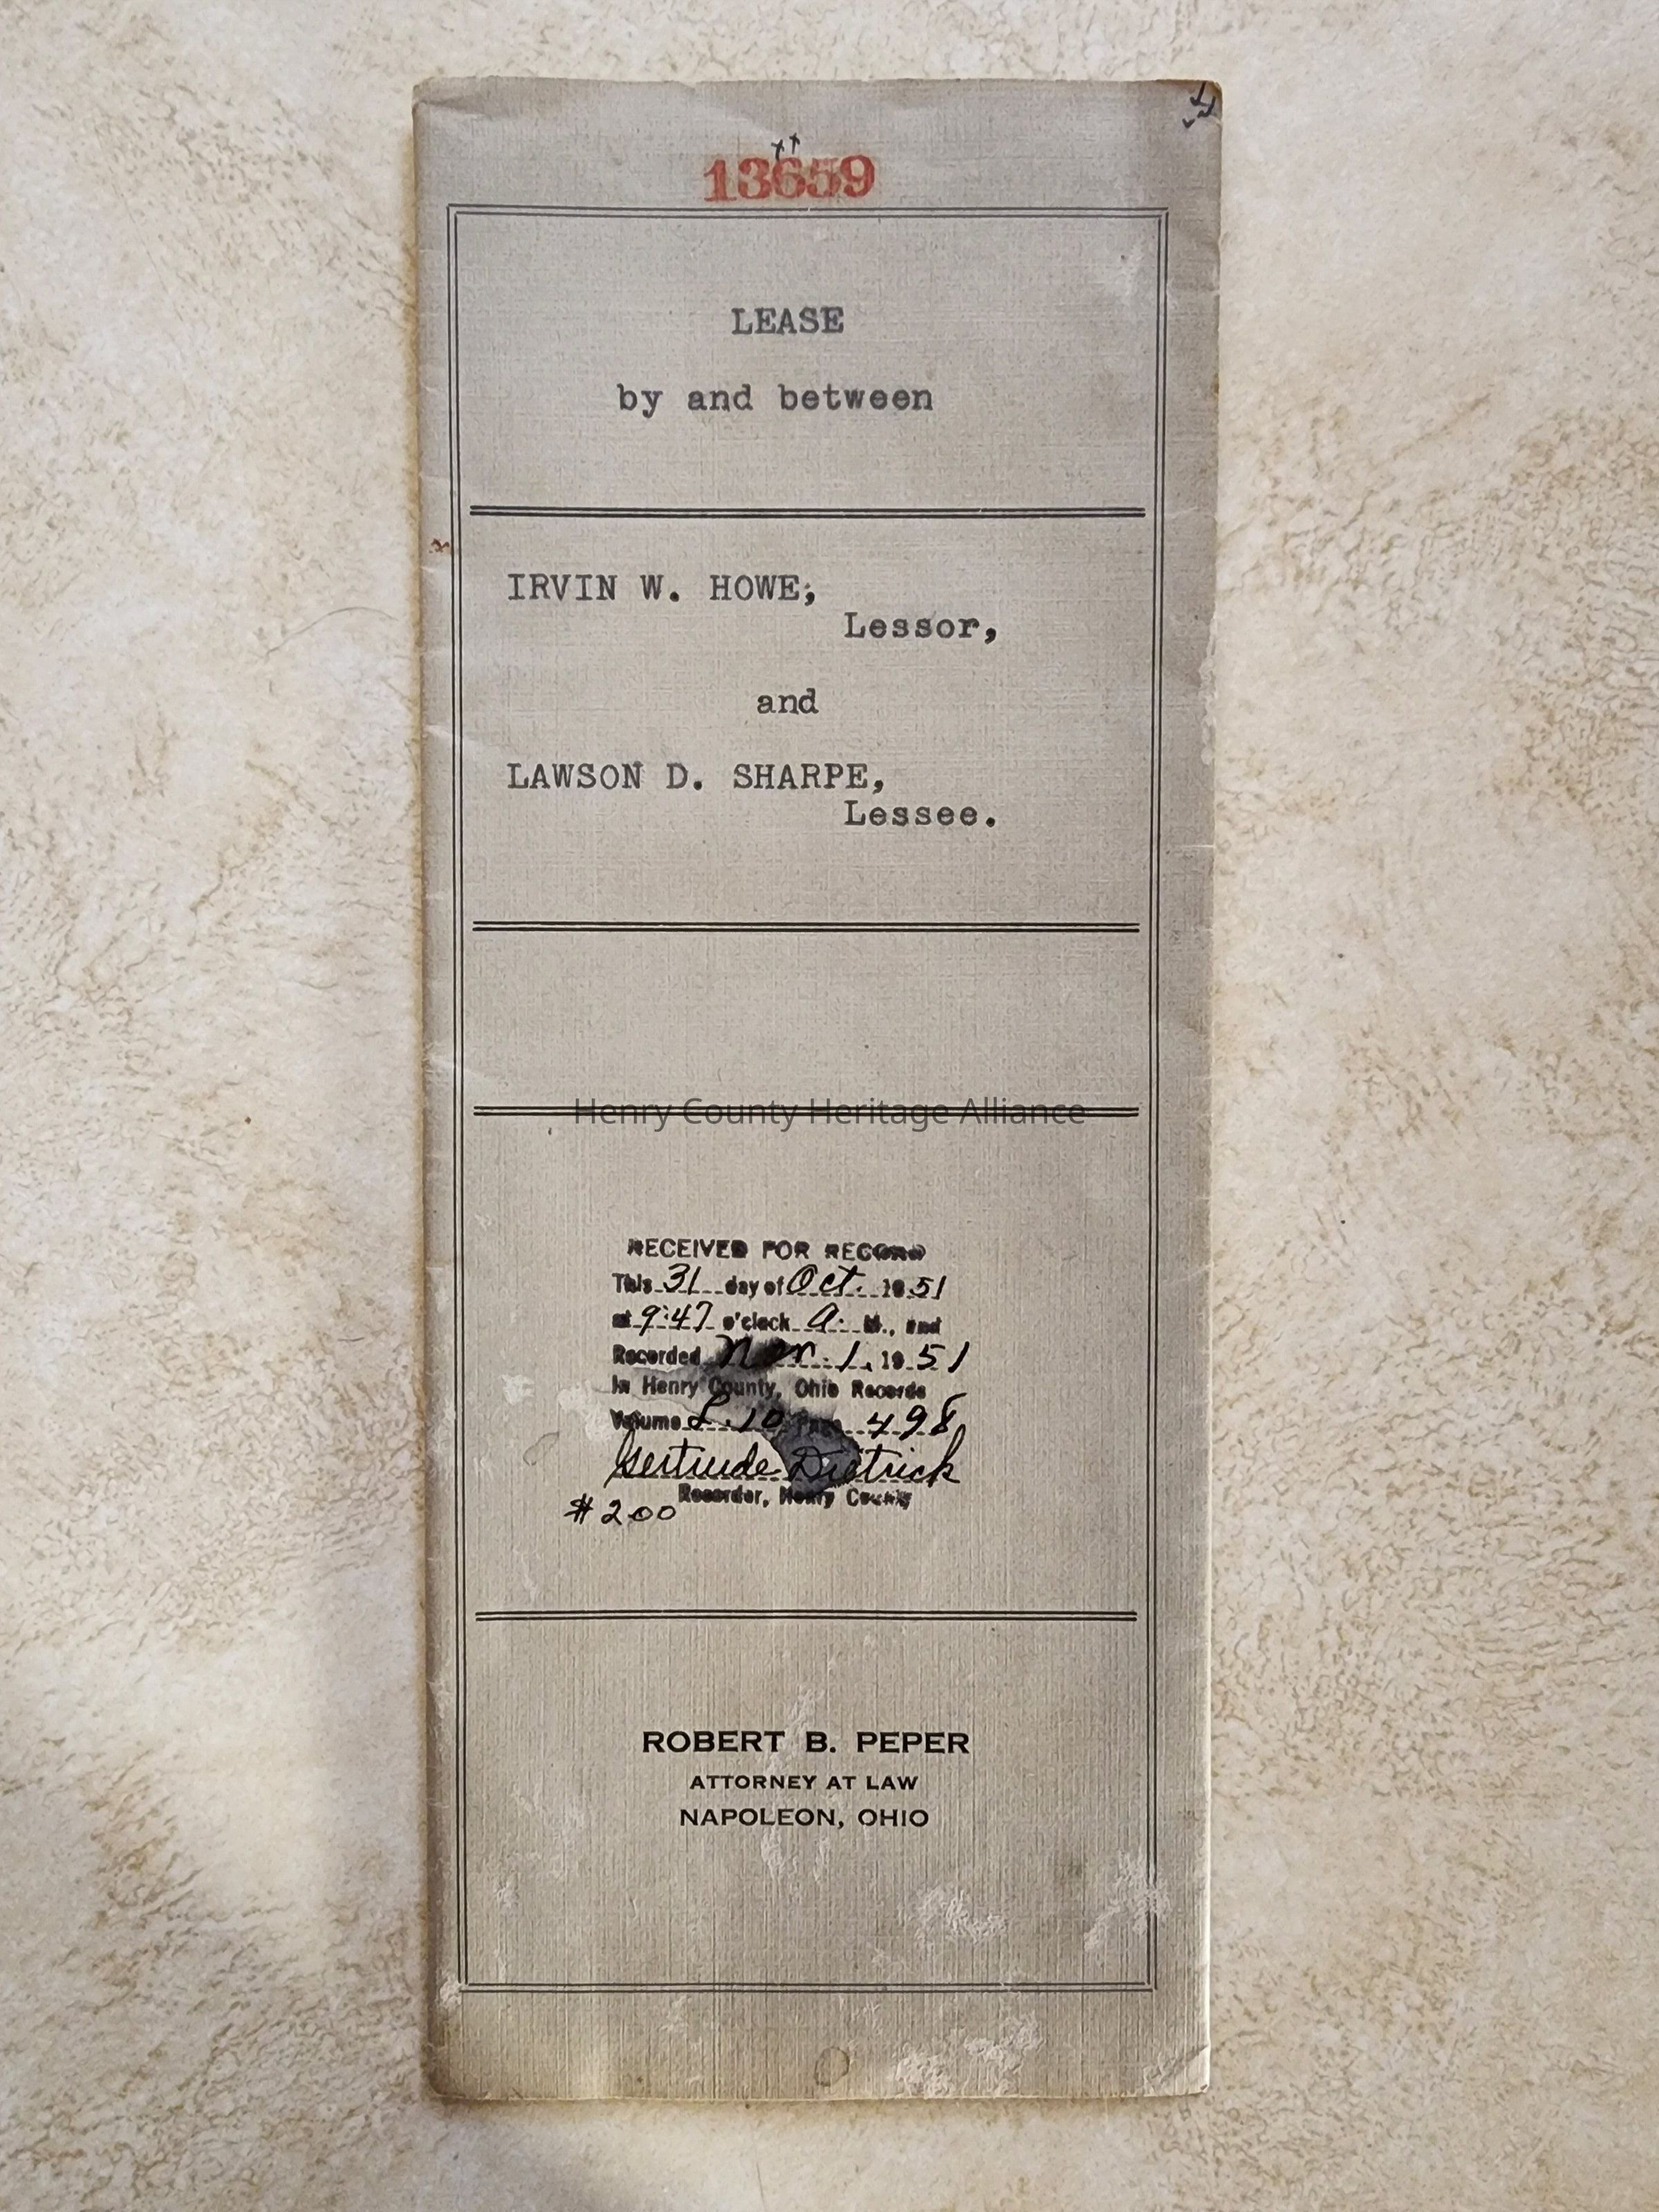 13659
LEASE
by and between
IRVIN W. HOWE,
Lessor,
and
LAWSON D. SHARPE,
Lessee.
Henry County Heritage Alliance
RECEIVED FOR RECORD
This 31 day of Oct. 1951
at 9:47 o'clock A. M., and
Recorded Nov. 1, 1951
In Henry County, Ohio Records
Volume L. 10 Page 498
Gertrude Dietrick
Recorder, Henry County
#200
ROBERT B. PEPER
ATTORNEY AT LAW
NAPOLEON, OHIO